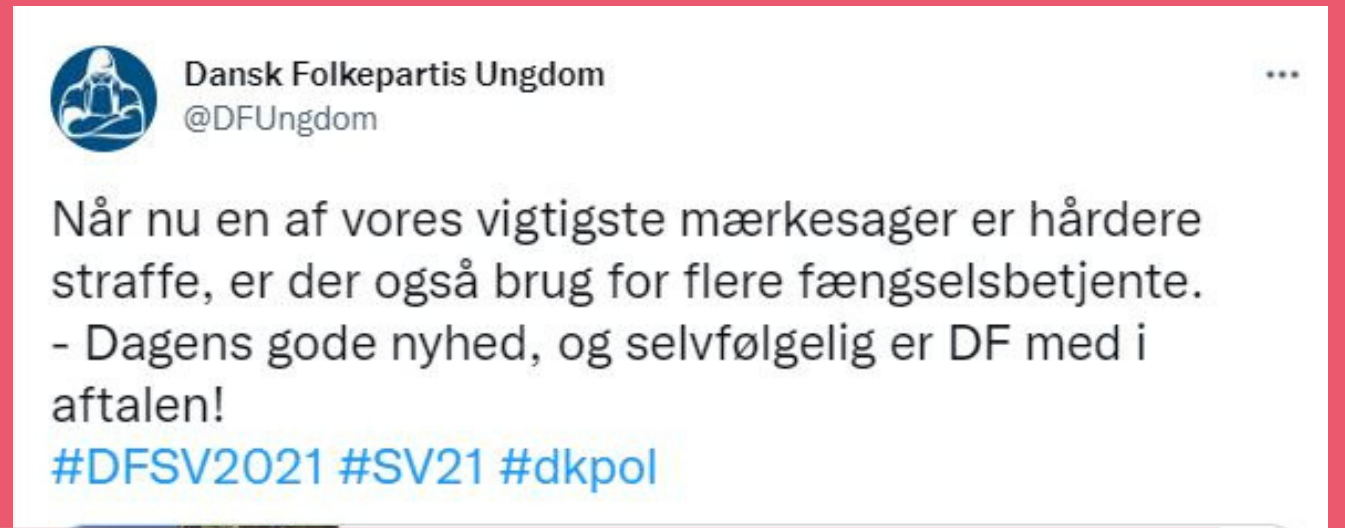 Dansk Folkepartis Ungdom
@DFUngdom
Når nu en af vores vigtigste mærkesager er hårdere
straffe, er der også brug for flere fængselsbetjente.
- Dagens gode nyhed, og selvfølgelig er DF med i
aftalen!
#DFSV2021 #SV21 #dkpol